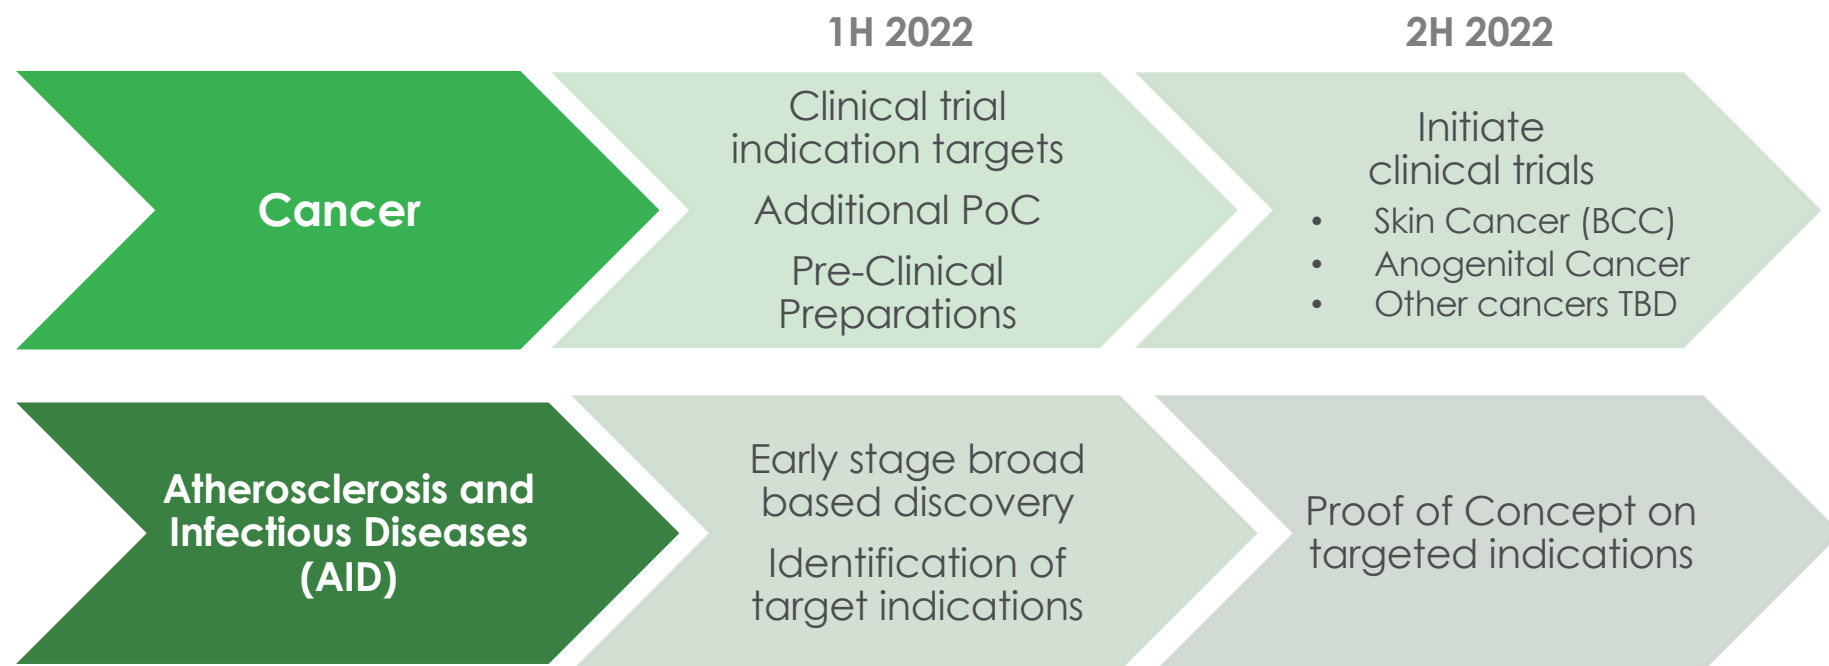 1H 2022
2H 2022
Cancer
Clinical trial
indication targets
Additional PoC
Pre-Clinical
Preparations
Initiate
clinical trials
• Skin Cancer (BCC)
• Anogenital Cancer
• Other cancers TBD
Atherosclerosis and
Infectious Diseases
(AID)
Early stage broad
based discovery
Identification of
target indications
Proof of Concept on
targeted indications